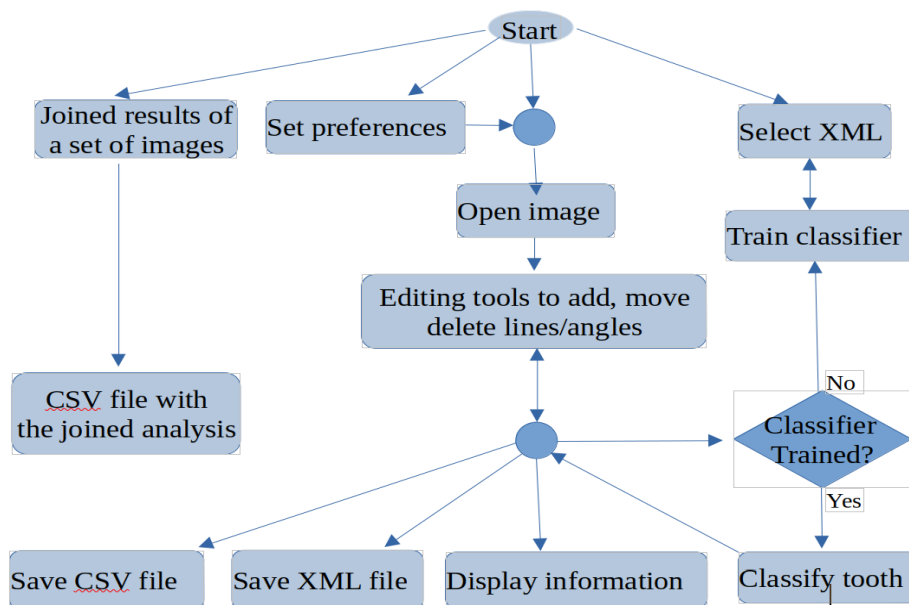 Start
Joined results of
a set of images
Set preferences
Select XML
Open image
Train classifier
Editing tools to add, move
delete lines/angles
CSV file with
the joined analysis
No
Classifier
Trained?
Yes
Save CSV file
Save XML file
Display information
Classify tooth